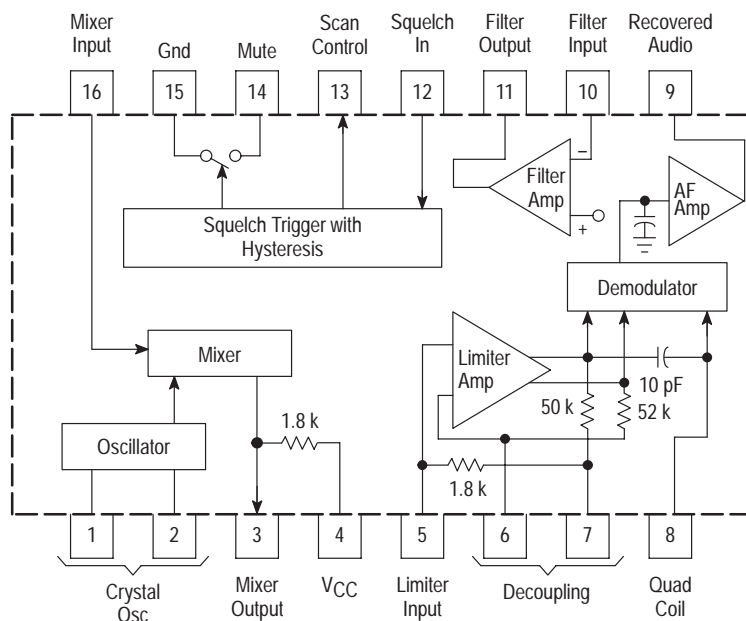 Mixer
Input
Gnd
Mute
Scan
Control
Squelch
In
Filter
Output
Filter
Input
Recovered
Audio
16
15
14
13
12
11
10
9
Squelch Trigger with
Hysteresis
Filter
Amp
–
+
AF
Amp
Demodulator
Mixer
Oscillator
1.8 k
Limiter
Amp
10 pF
50 k
52 k
1.8 k
1
2
3
4
5
6
7
8
Crystal
Osc
Mixer
Output
VCC
Limiter
Input
Decoupling
Quad
Coil